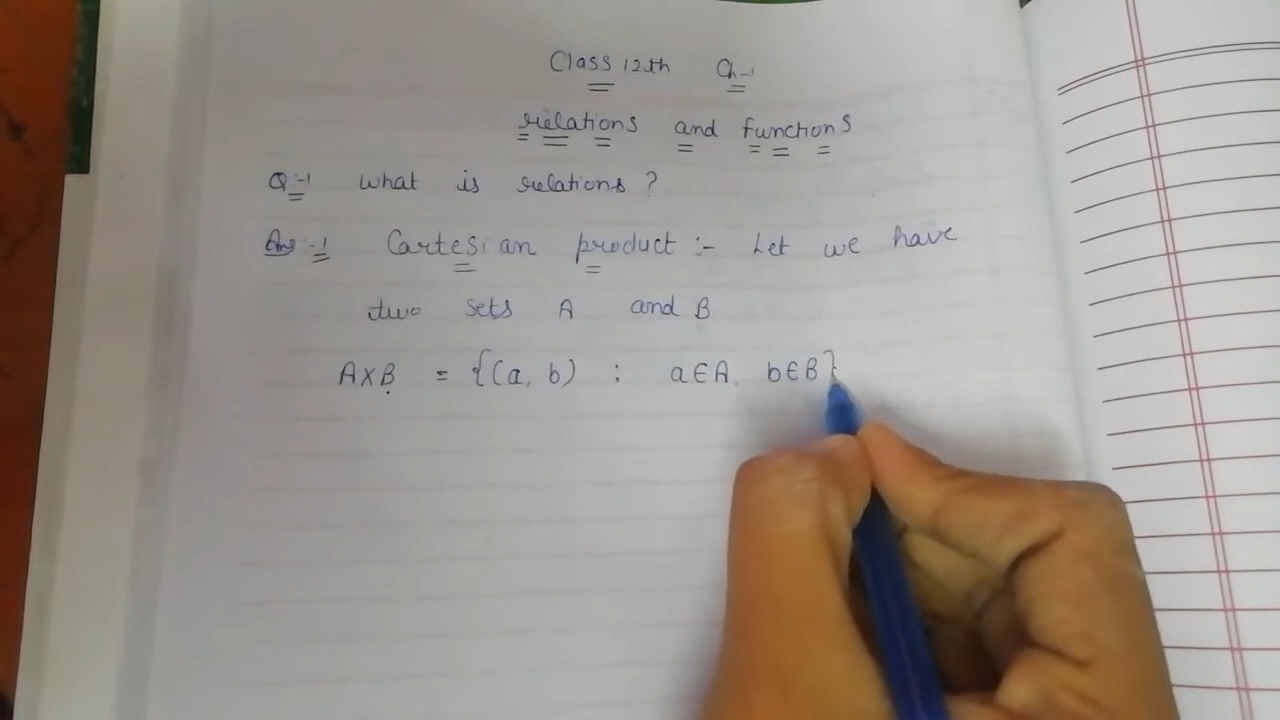 Class 12th Ch-1
relations and functions
Q:-1 what is relations ?
Ans:-1 Cartesian product :- Let we have
two sets A and B
A×B = {(a, b) : a∈A, b∈B}